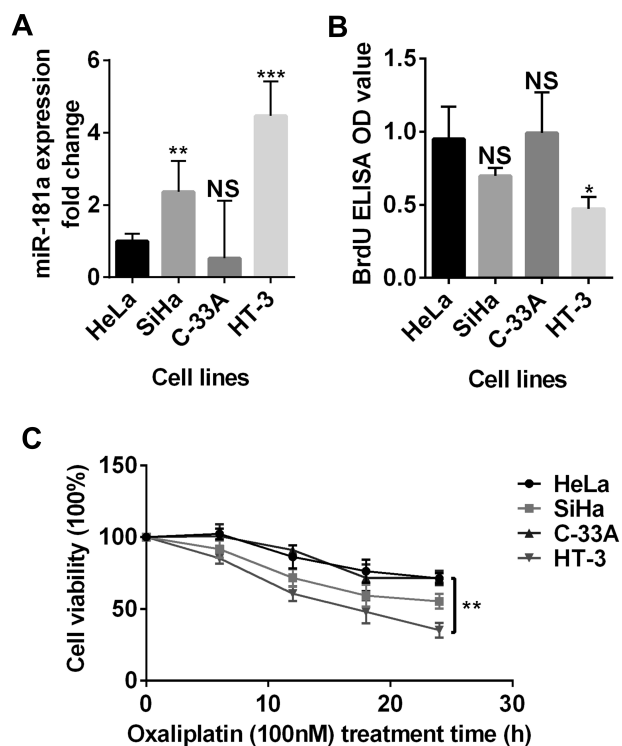 A
miR-181a expression
fold change
6
4
2
0
**
NS
***
HeLa
SiHa
C-33A
HT-3
Cell lines
B
BrdU ELISA OD value
1.5
1.0
0.5
0.0
NS
NS
*
HeLa
SiHa
C-33A
HT-3
Cell lines
C
Cell viability (100%)
150
100
50
0
0
10
20
30
Oxaliplatin (100nM) treatment time (h)
HeLa
SiHa
C-33A
HT-3
**